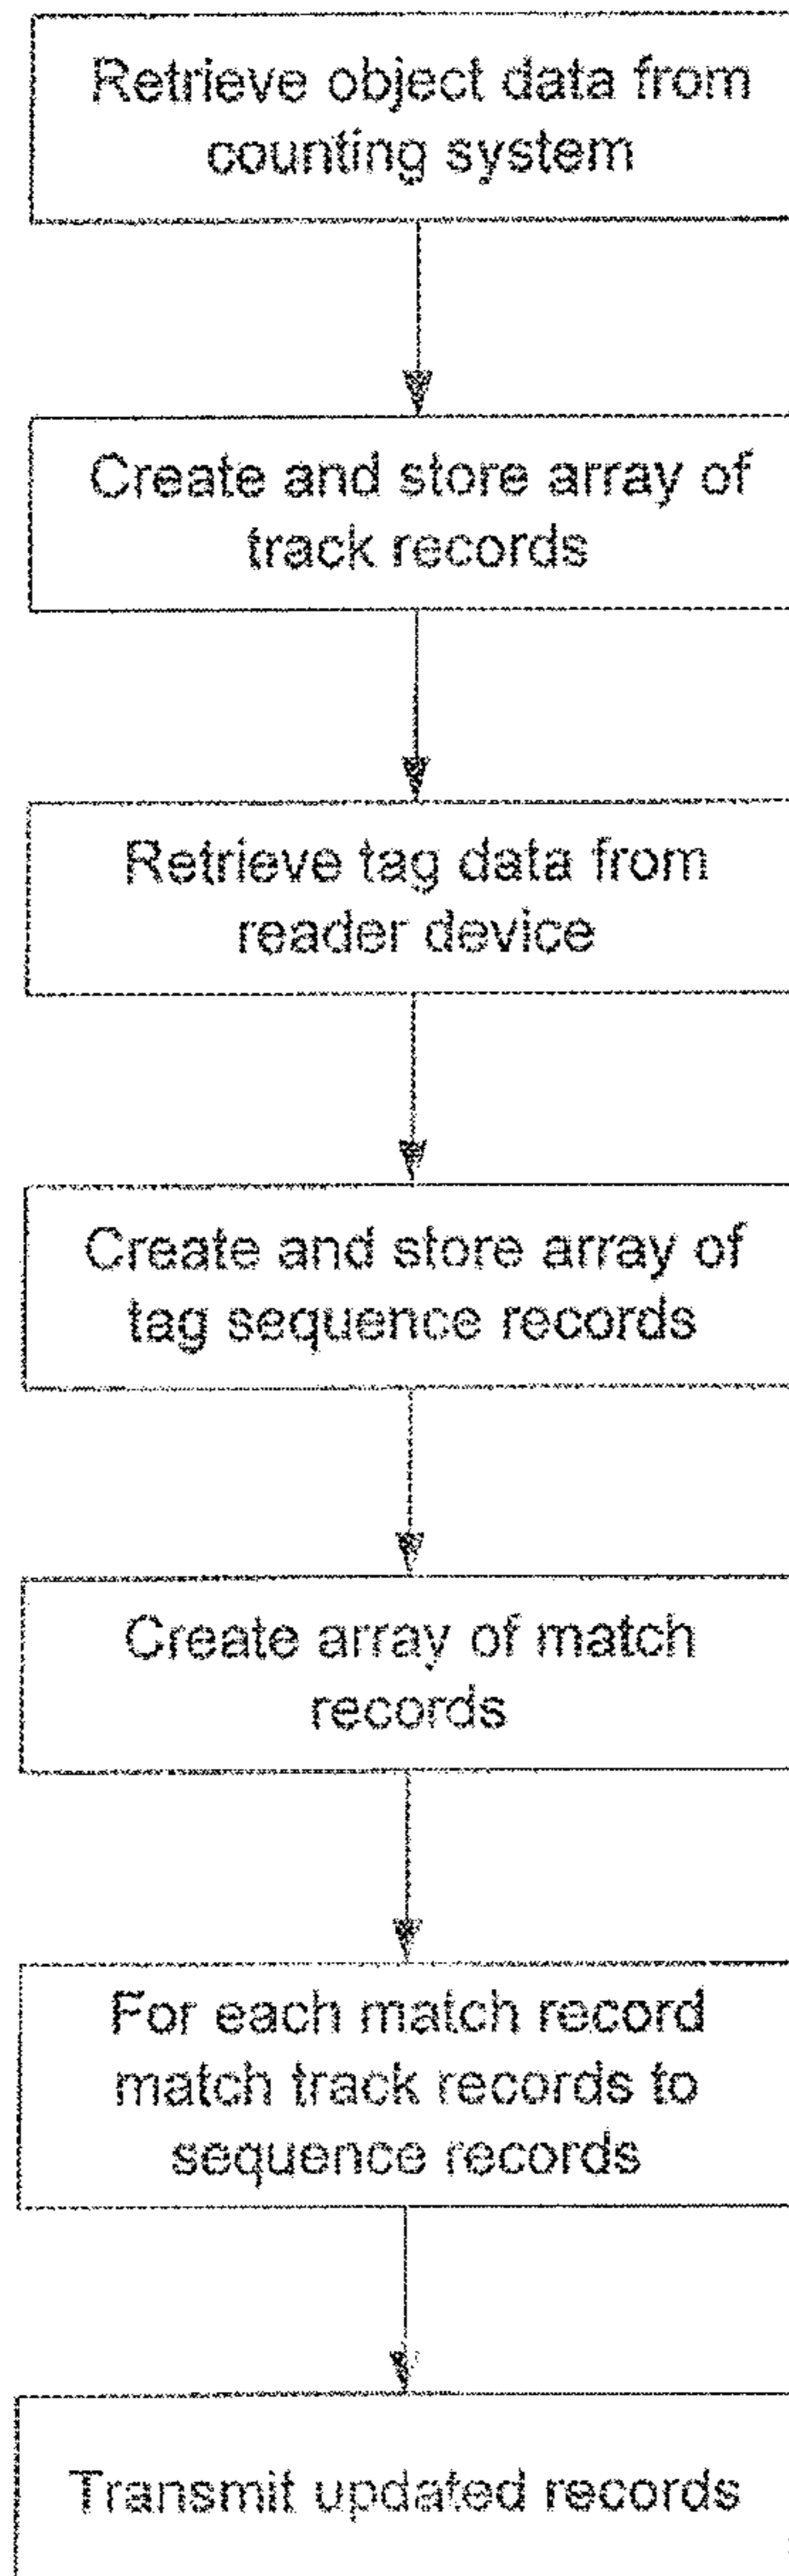 Retrieve object data from
counting system
Create and store array of
track records
Retrieve tag data from
reader device
Create and store array of
tag sequence records
Create array of match
records
For each match record
match track records to
sequence records
Transmit updated records